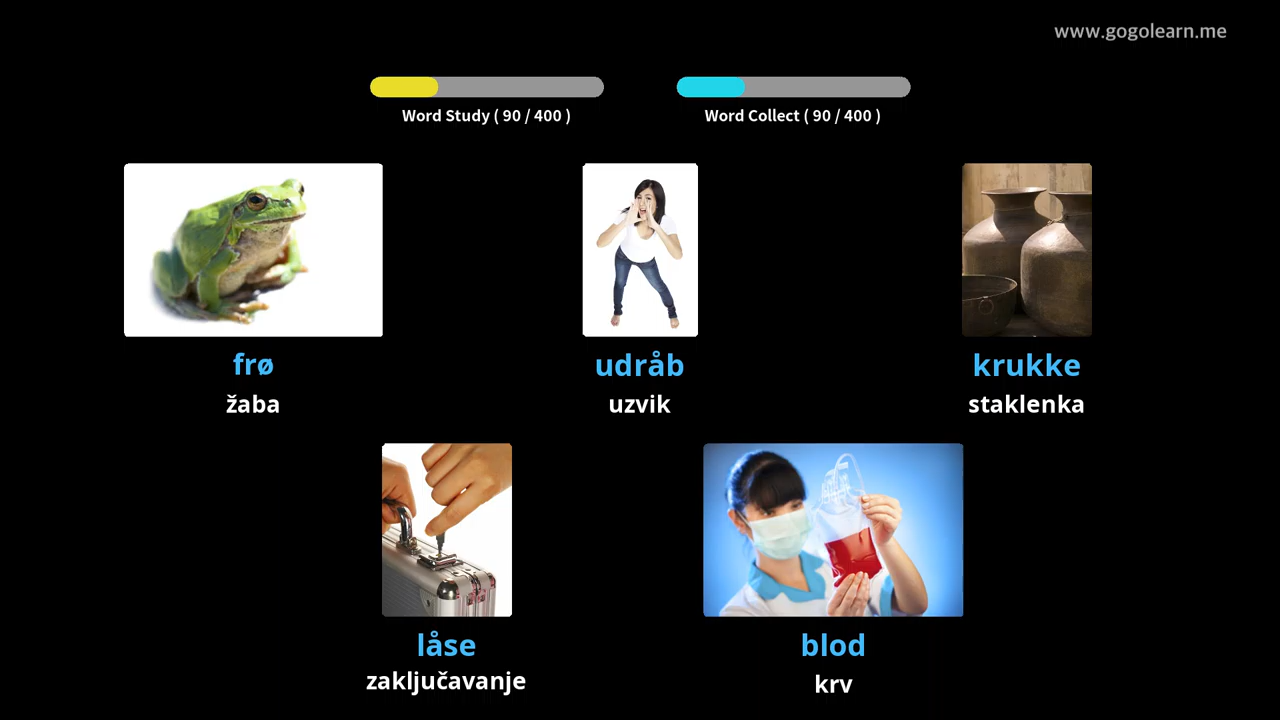 www.gogolearn.me
Word Study ( 90 / 400 )
Word Collect ( 90 / 400 )
frø
udråb
krukke
žaba
uzvik
staklenka
låse
blod
zaključavanje
krv